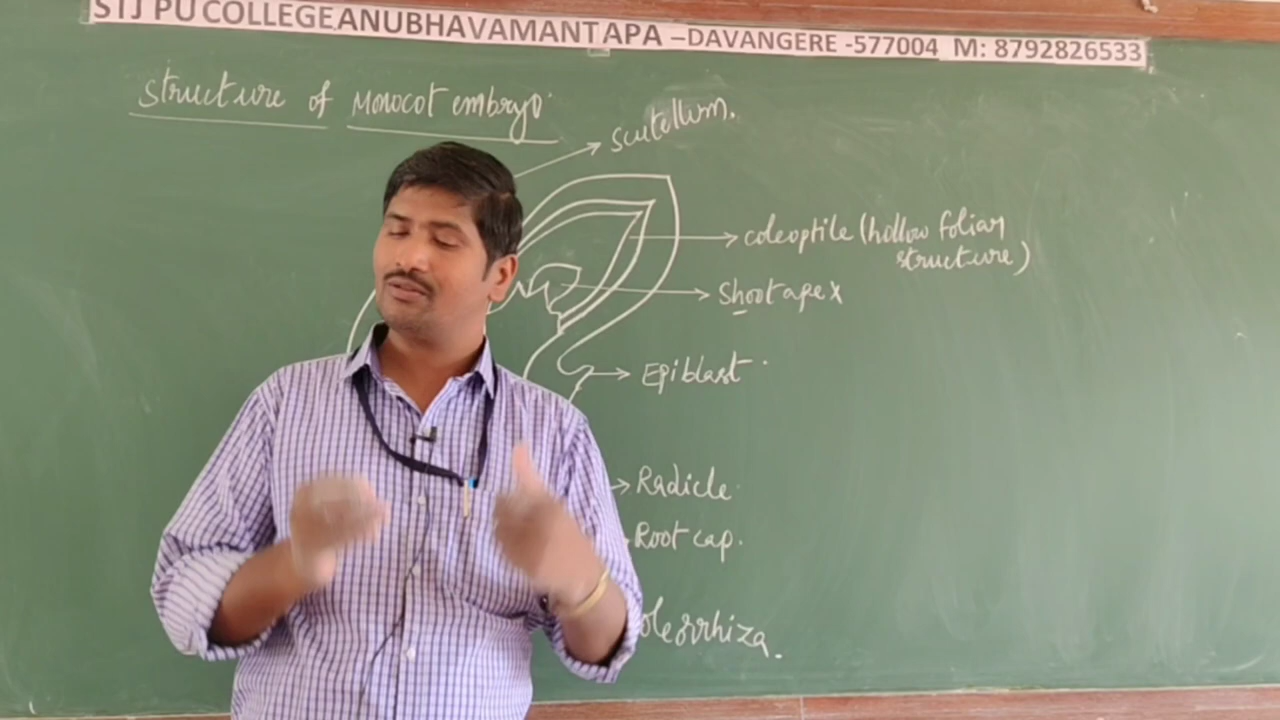 STJ PU COLLEGE ANUBHAVAMANTAPA –DAVANGERE -577004 M: 8792826533
Structure of Monocot embryo
scutellum.
coleoptile (hollow foliar
structure)
Shoot apex
Epiblast
Radicle
Root cap.
oleorrhiza.